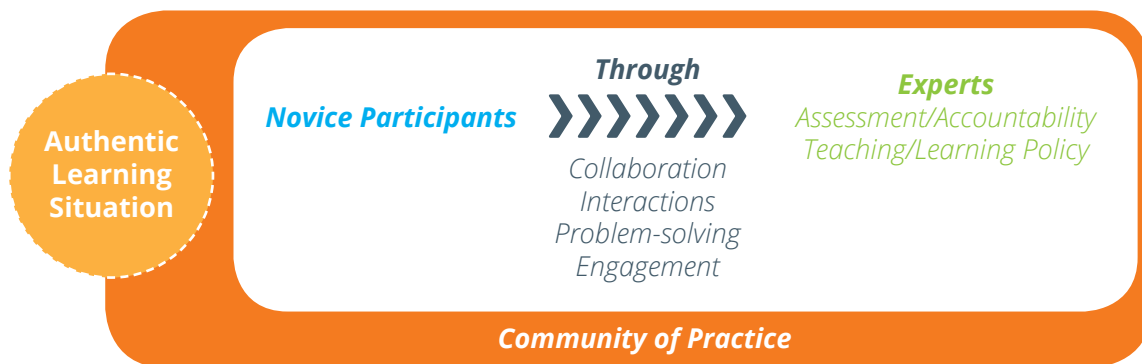 Authentic
Learning
Situation
Novice Participants
Through
Collaboration
Interactions
Problem-solving
Engagement
Experts
Assessment/Accountability
Teaching/Learning Policy
Community of Practice